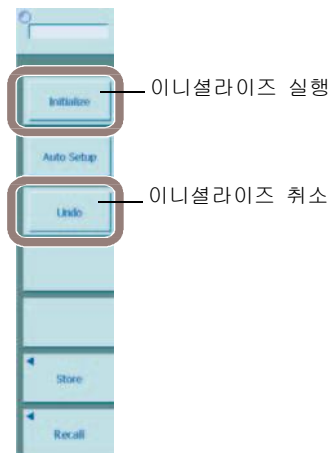 Initialize
이니셜라이즈 실행
Auto Setup
Undo
이니셜라이즈 취소
Store
Recall